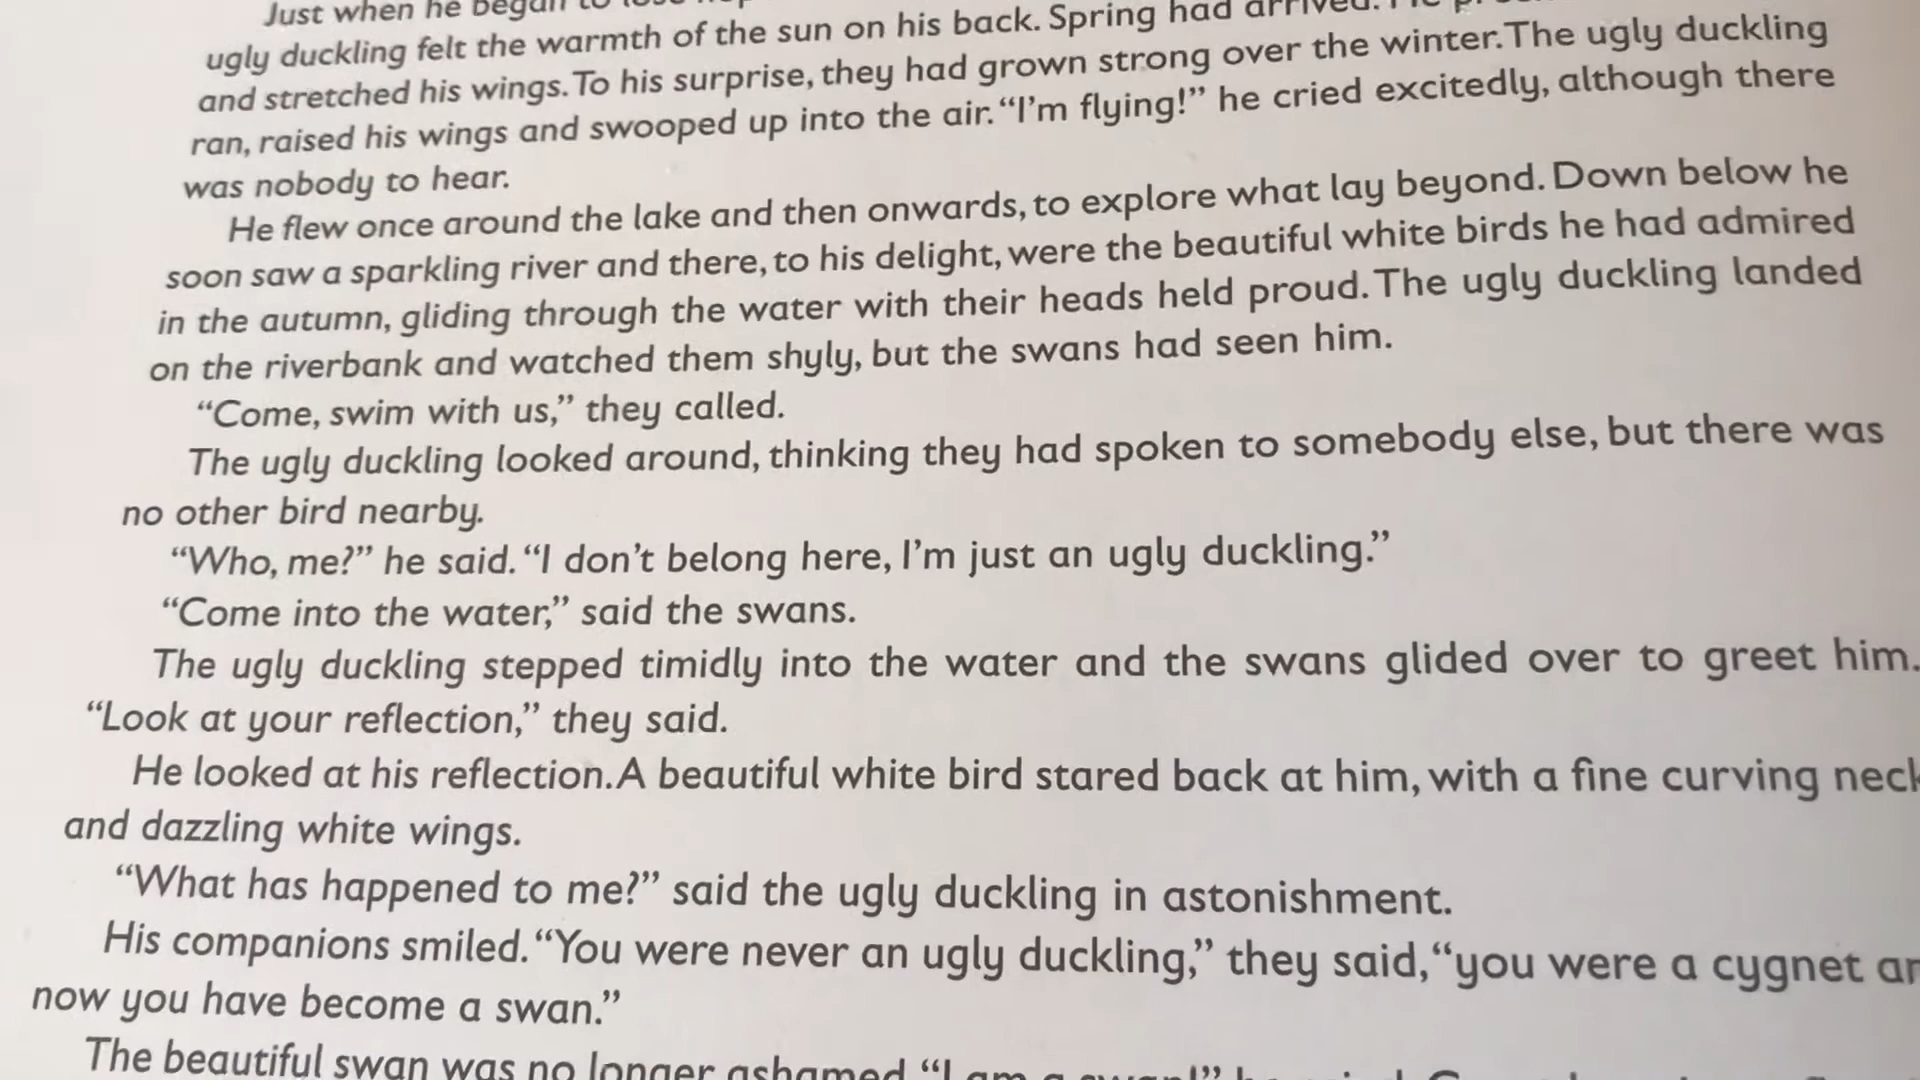 Just when he began to lose
ugly duckling felt the warmth of the sun on his back. Spring had arrived.
and stretched his wings. To his surprise, they had grown strong over the winter. The ugly duckling
ran, raised his wings and swooped up into the air. “I’m flying!” he cried excitedly, although there
was nobody to hear.
He flew once around the lake and then onwards, to explore what lay beyond. Down below he
soon saw a sparkling river and there, to his delight, were the beautiful white birds he had admired
in the autumn, gliding through the water with their heads held proud. The ugly duckling landed
on the riverbank and watched them shyly, but the swans had seen him.
“Come, swim with us,” they called.
The ugly duckling looked around, thinking they had spoken to somebody else, but there was
no other bird nearby.
“Who, me?” he said. “I don’t belong here, I’m just an ugly duckling.”
“Come into the water,” said the swans.
The ugly duckling stepped timidly into the water and the swans glided over to greet him.
“Look at your reflection,” they said.
He looked at his reflection. A beautiful white bird stared back at him, with a fine curving neck
and dazzling white wings.
“What has happened to me?” said the ugly duckling in astonishment.
His companions smiled. “You were never an ugly duckling,” they said, “you were a cygnet
now you have become a swan.”
The beautiful swan was no longer ashamed. “I am a swan!” he